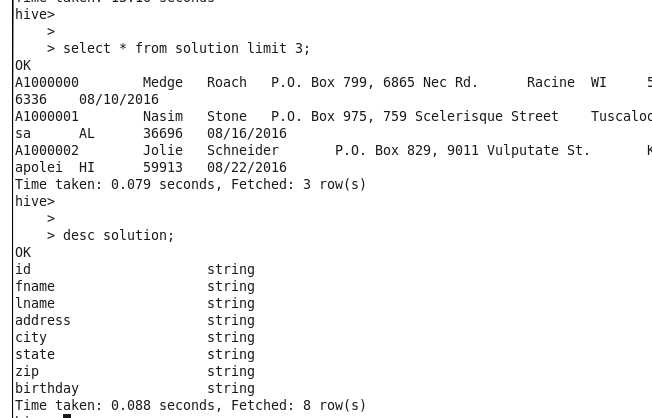 Time taken: 15.16 seconds
hive>
>
> select * from solution limit 3;
OK
A1000000 Medge Roach P.O. Box 799, 6865 Nec Rd. Racine WI 5
6336 08/10/2016
A1000001 Nasim Stone P.O. Box 975, 759 Scelerisque Street Tuscaloo
sa AL 36696 08/16/2016
A1000002 Jolie Schneider P.O. Box 829, 9011 Vulputate St. K
apolei HI 59913 08/22/2016
Time taken: 0.079 seconds, Fetched: 3 row(s)
hive>
>
> desc solution;
OK
id string
fname string
lname string
address string
city string
state string
zip string
birthday string
Time taken: 0.088 seconds, Fetched: 8 row(s)